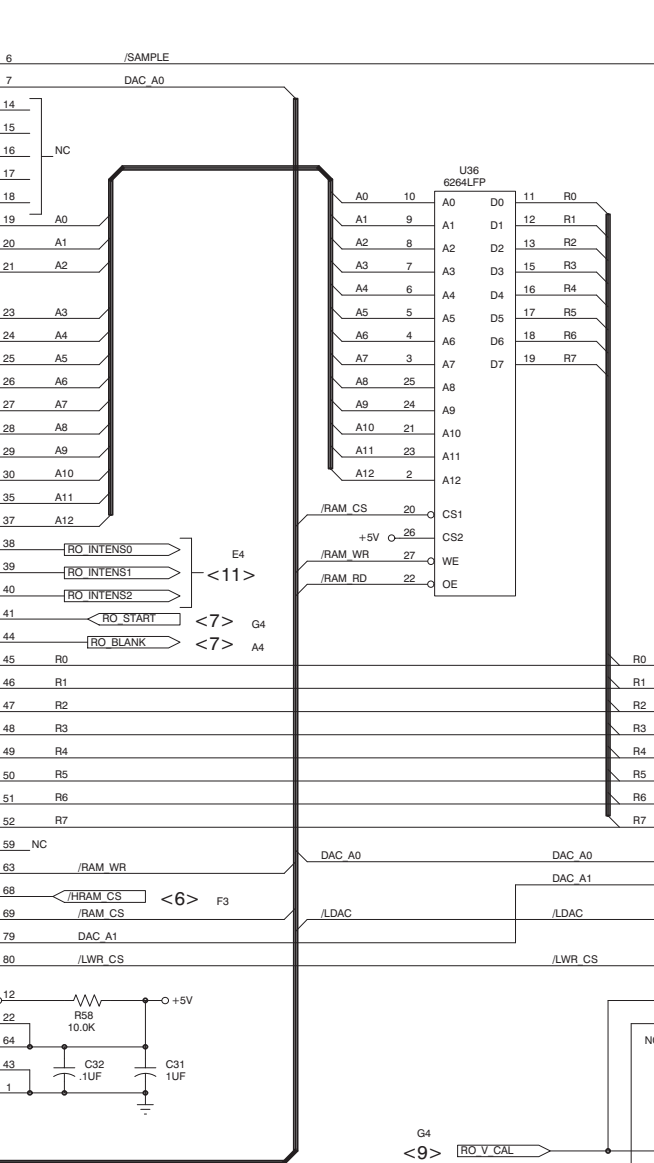 6 /SAMPLE
7 DAC_A0
14
15
16 NC
17
18
19 A0
20 A1
21 A2
23 A3
24 A4
25 A5
26 A6
27 A7
28 A8
29 A9
30 A10
35 A11
37 A12
U36
6264LFP
A0 10 A0 D0 11 R0
A1 9 A1 D1 12 R1
A2 8 A2 D2 13 R2
A3 7 A3 D3 15 R3
A4 6 A4 D4 16 R4
A5 5 A5 D5 17 R5
A6 4 A6 D6 18 R6
A7 3 A7 D7 19 R7
A8 25 A8
A9 24 A9
A10 21 A10
A11 23 A11
A12 2 A12
/RAM_CS 20 CS1
+5V 26 CS2
/RAM_WR 27 WE
/RAM_RD 22 OE
38 RO_INTENS0
39 RO_INTENS1
40 RO_INTENS2
E4
<11>
41 RO_START <7> G4
44 RO_BLANK <7> A4
45 R0 R0
46 R1 R1
47 R2 R2
48 R3 R3
49 R4 R4
50 R5 R5
51 R6 R6
52 R7 R7
59 NC
DAC_A0 DAC_A0
63 /RAM_WR
DAC_A1
68 /HRAM_CS <6> F3
69 /RAM_CS /LDAC /LDAC
79 DAC_A1
80 /LWR_CS /LWR_CS
12 +5V
R58
10.0K
22
64
43
C32
.1UF
C31
1UF
1
G4
<9> RO_V_CAL